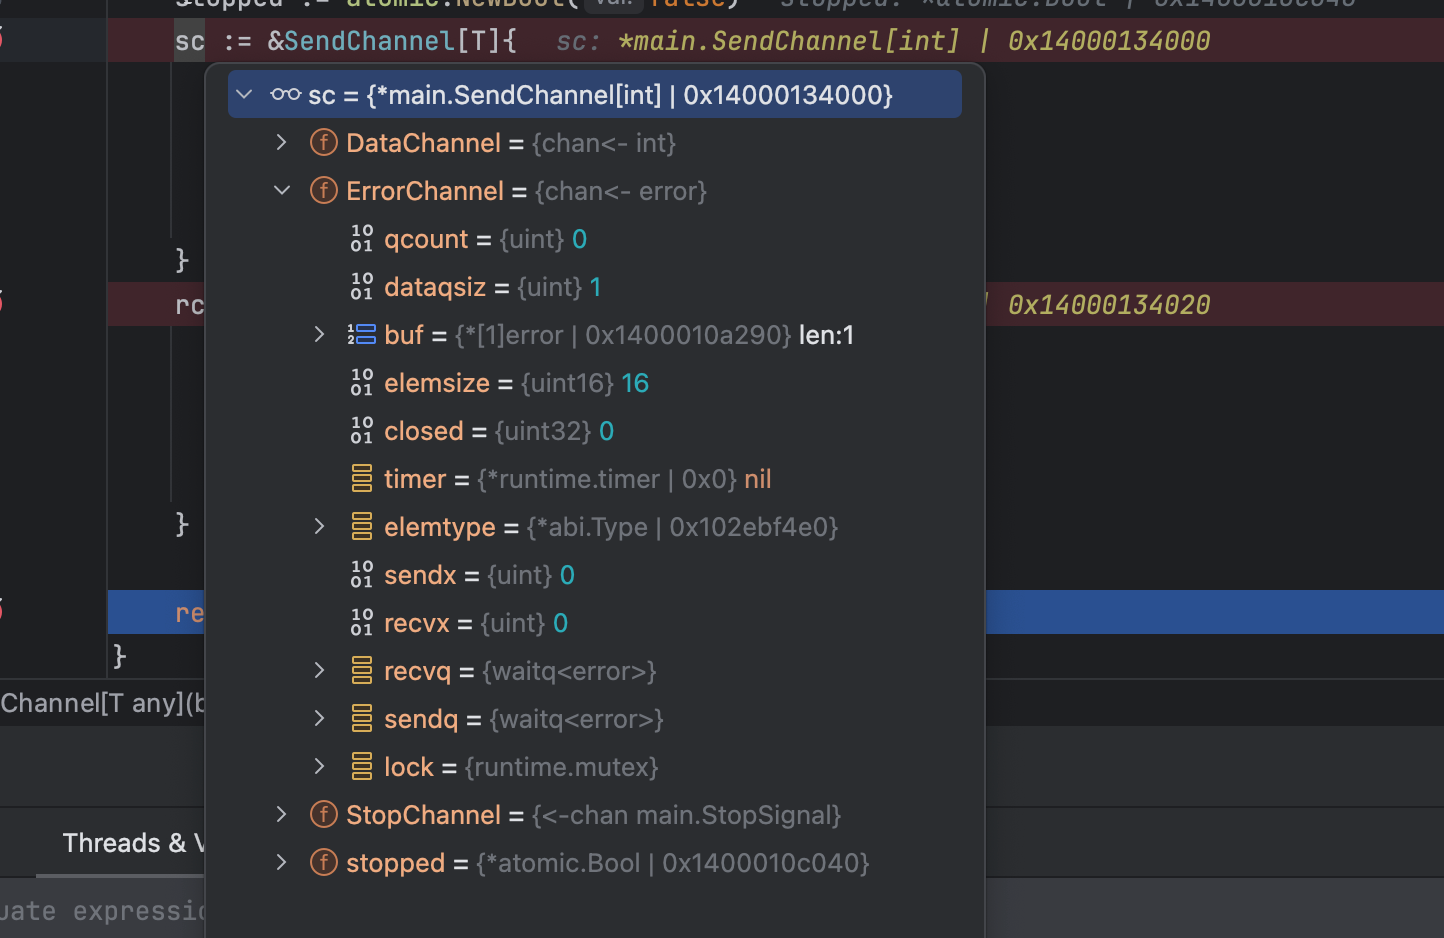 stopped := atomic.NewBool( val: false) stopped: *atomic.Bool | 0x1400010c040
sc := &SendChannel[T]{ sc: *main.SendChannel[int] | 0x14000134000
sc = {*main.SendChannel[int] | 0x14000134000}
DataChannel = {chan<- int}
ErrorChannel = {chan<- error}
qcount = {uint} 0
}
dataqsiz = {uint} 1
rc | 0x14000134020
buf = {*[1]error | 0x1400010a290} len:1
elemsize = {uint16} 16
closed = {uint32} 0
timer = {*runtime.timer | 0x0} nil
}
elemtype = {*abi.Type | 0x102ebf4e0}
sendx = {uint} 0
re
recvx = {uint} 0
}
recvq = {waitq<error>}
Channel[T any](b
sendq = {waitq<error>}
lock = {runtime.mutex}
StopChannel = {<-chan main.StopSignal}
Threads & V
stopped = {*atomic.Bool | 0x1400010c040}
uate expressio